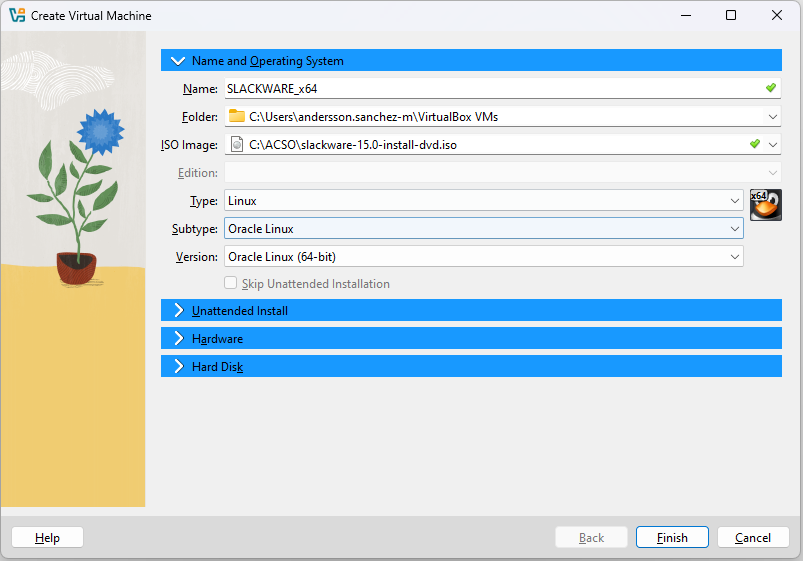 Create Virtual Machine
Name and Operating System
Name: SLACKWARE_x64
Folder: C:\Users\andersson.sanchez-m\VirtualBox VMs
ISO Image: C:\ACSO\slackware-15.0-install-dvd.iso
Edition:
Type: Linux
x64
Subtype: Oracle Linux
Version: Oracle Linux (64-bit)
Skip Unattended Installation
Unattended Install
Hardware
Hard Disk
Help Back Finish Cancel